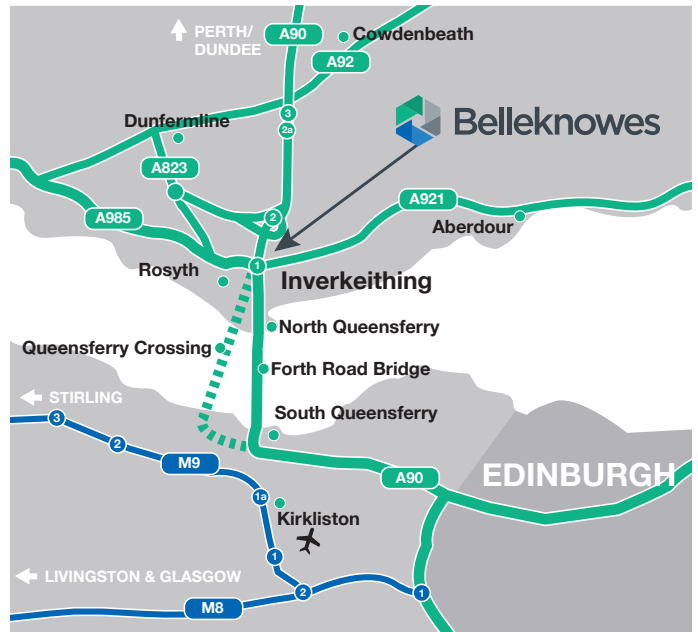 PERTH/
DUNDEE
A90
Cowdenbeath
A92
3
2a
Dunfermline
Belleknowes
A823
A985
2
A921
Aberdour
1
Rosyth
Inverkeithing
North Queensferry
Queensferry Crossing
Forth Road Bridge
STIRLING
South Queensferry
3
2
M9
A90
EDINBURGH
1a
Kirkliston
1
LIVINGSTON & GLASGOW
2
1
M8